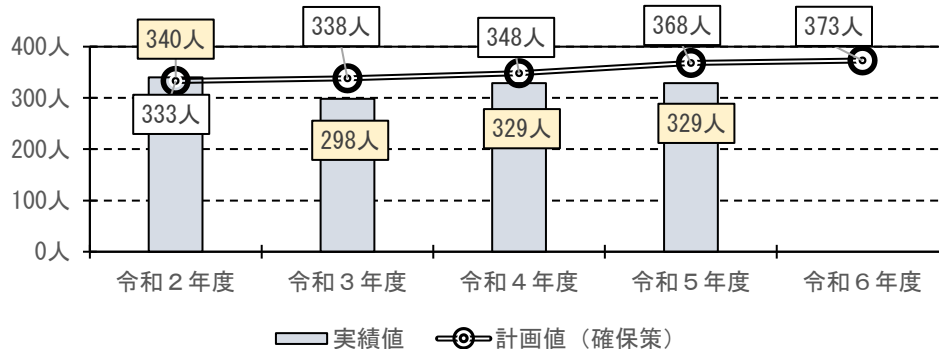 340人
338人
348人
368人
373人
400人
300人
200人
100人
0人
333人
298人
329人
329人
令和２年度
令和３年度
令和４年度
令和５年度
令和６年度
実績値
計画値（確保策）